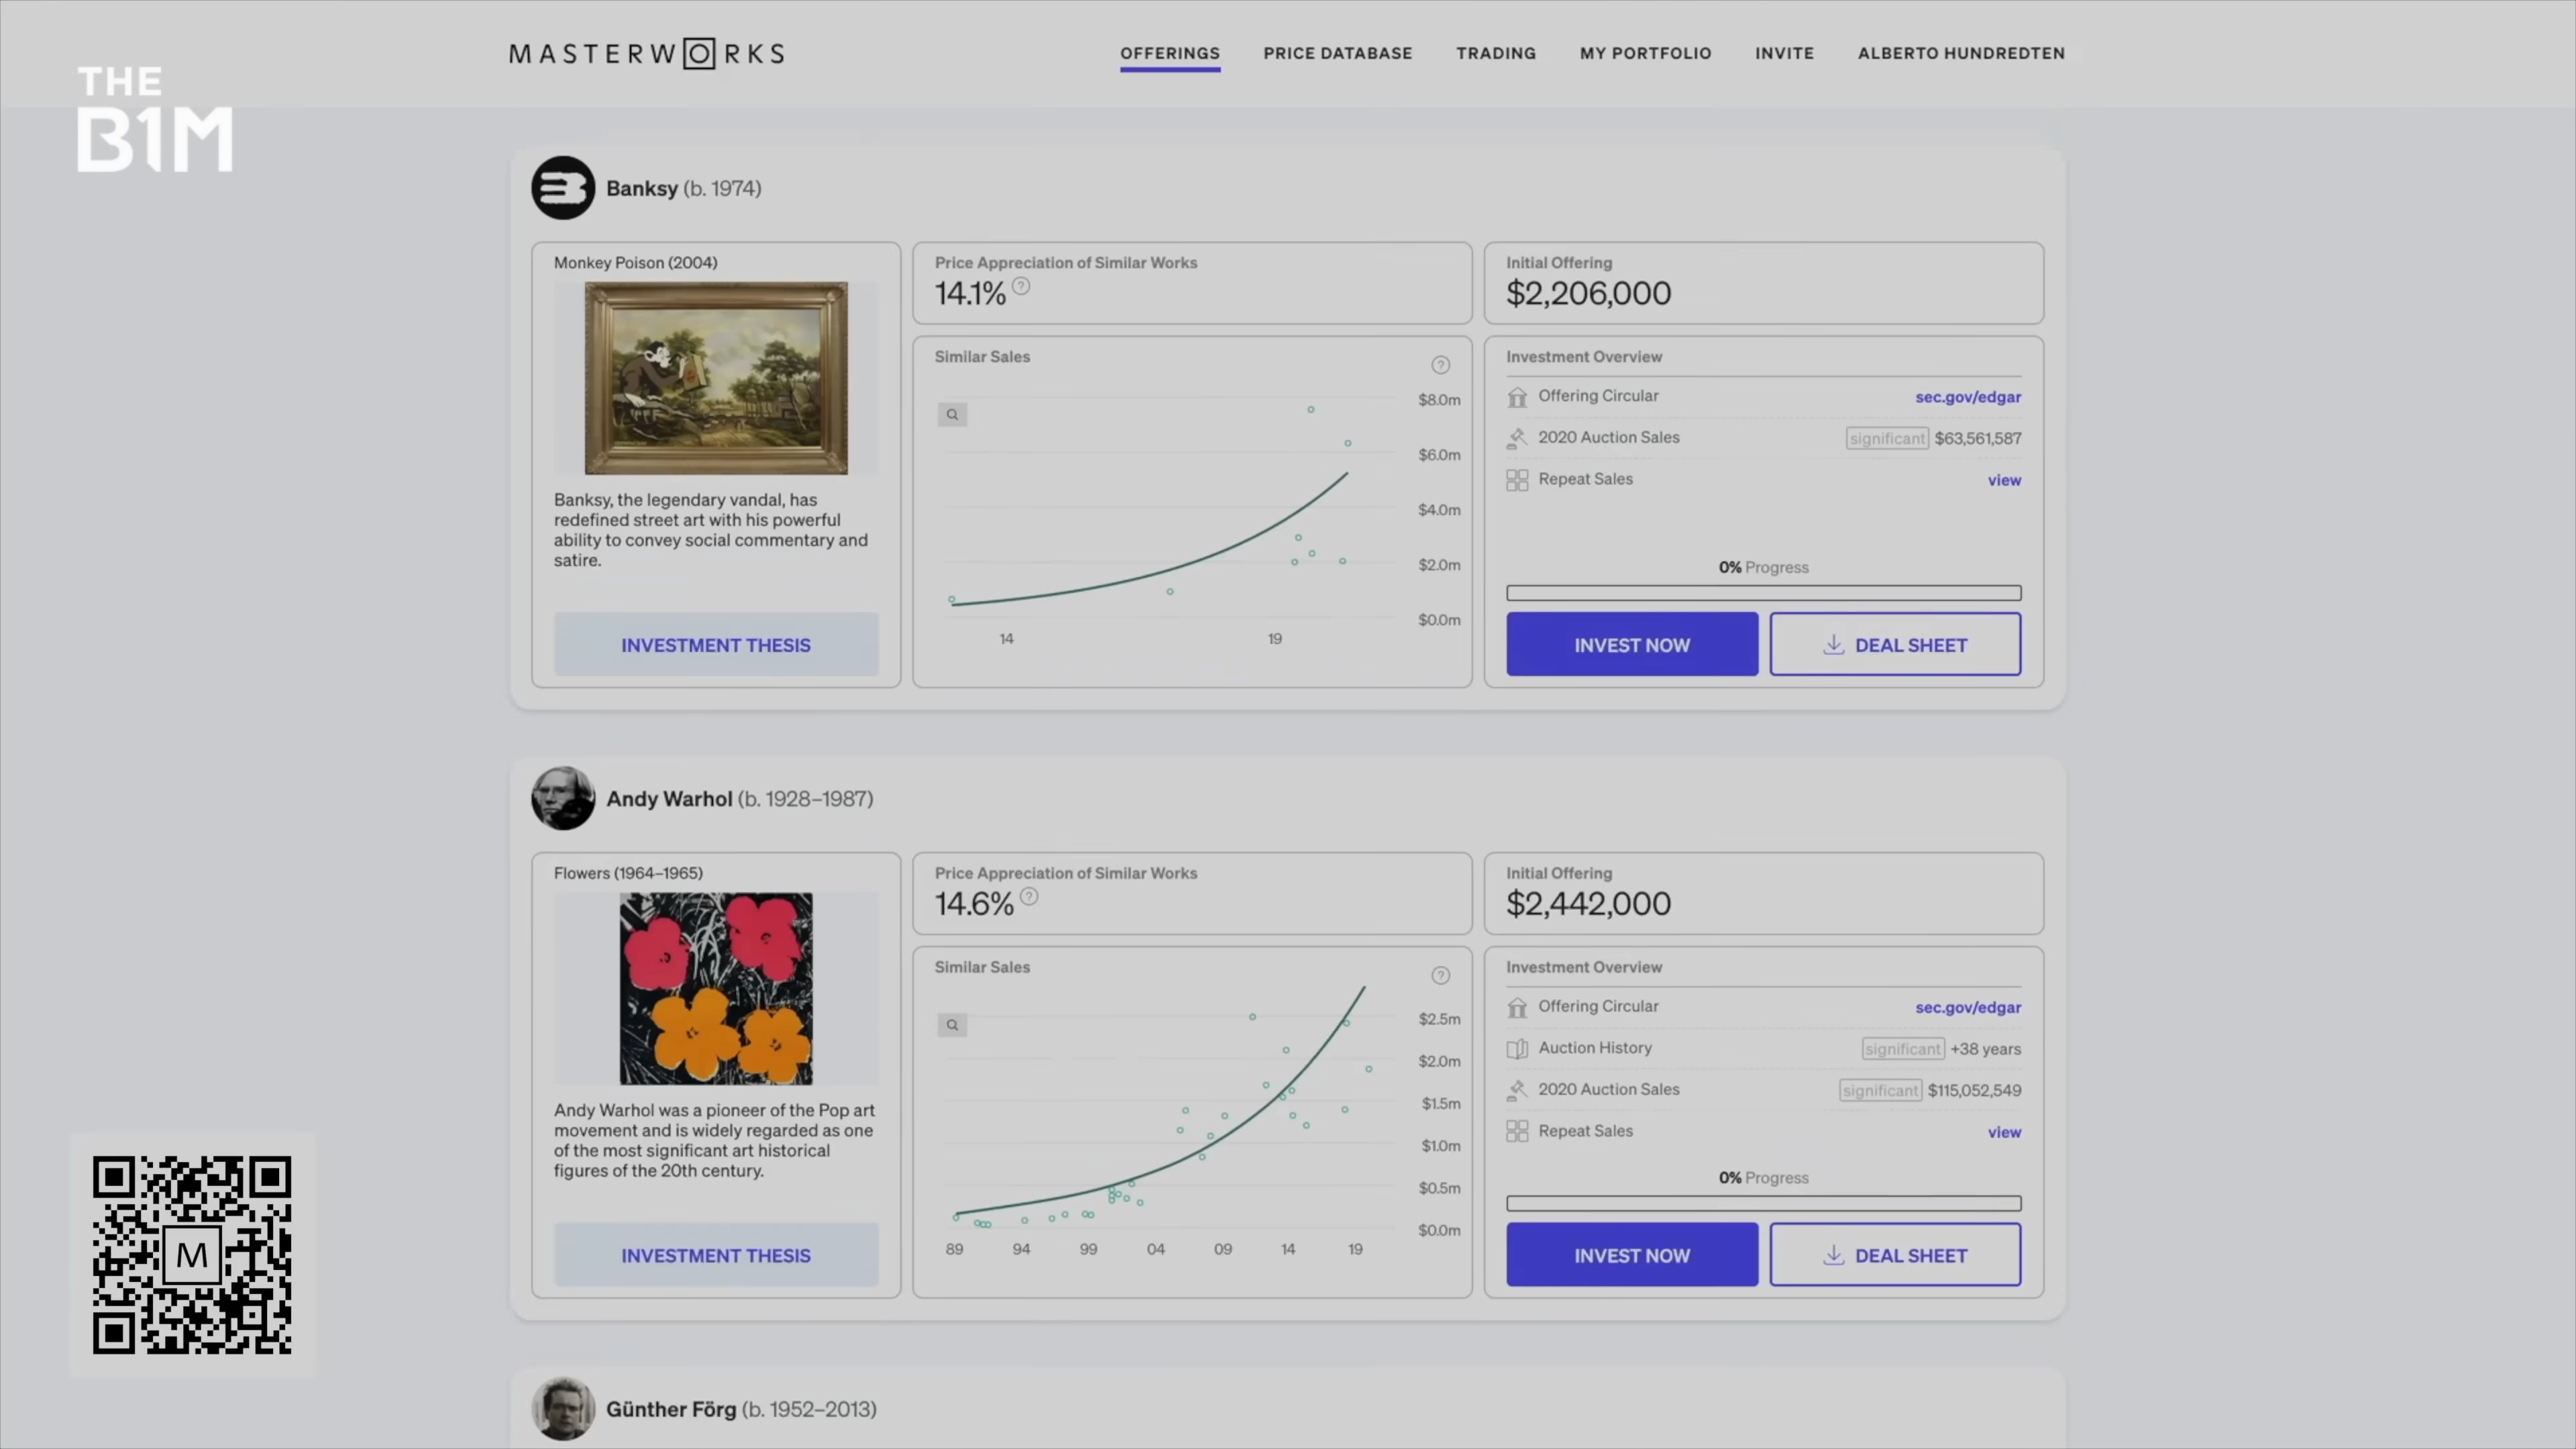 MASTERWORKS
OFFERINGS
PRICE DATABASE
TRADING
MY PORTFOLIO
INVITE
ALBERTO HUNDREDTEN
THE
B1M
Banksy (b. 1974)
Monkey Poison (2004)
Banksy, the legendary vandal, has
redefined street art with his powerful
ability to convey social commentary and
satire.
INVESTMENT THESIS
Price Appreciation of Similar Works
14.1% ?
Similar Sales
?
$8.0m
$6.0m
$4.0m
$2.0m
$0.0m
14
19
Initial Offering
$2,206,000
Investment Overview
Offering Circular sec.gov/edgar
2020 Auction Sales significant $63,561,587
Repeat Sales view
0% Progress
INVEST NOW
DEAL SHEET
Andy Warhol (b. 1928–1987)
Flowers (1964–1965)
Andy Warhol was a pioneer of the Pop art
movement and is widely regarded as one
of the most significant art historical
figures of the 20th century.
INVESTMENT THESIS
Price Appreciation of Similar Works
14.6% ?
Similar Sales
?
$2.5m
$2.0m
$1.5m
$1.0m
$0.5m
$0.0m
89
94
99
04
09
14
19
Initial Offering
$2,442,000
Investment Overview
Offering Circular sec.gov/edgar
Auction History significant +38 years
2020 Auction Sales significant $115,052,549
Repeat Sales view
0% Progress
INVEST NOW
DEAL SHEET
M
Günther Förg (b. 1952–2013)